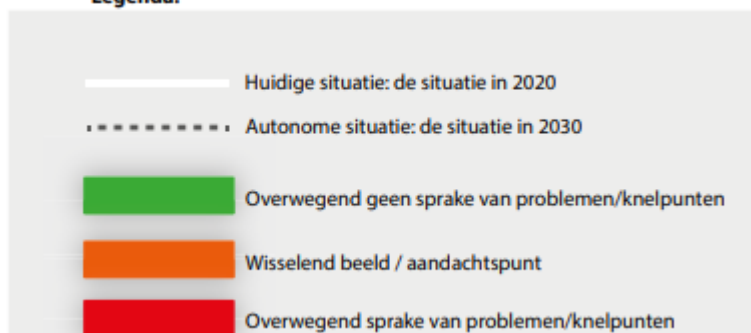 Legenda:
Huidige situatie: de situatie in 2020
Autonome situatie: de situatie in 2030
Overwegend geen sprake van problemen/knelpunten
Wisselend beeld / aandachtspunt
Overwegend sprake van problemen/knelpunten